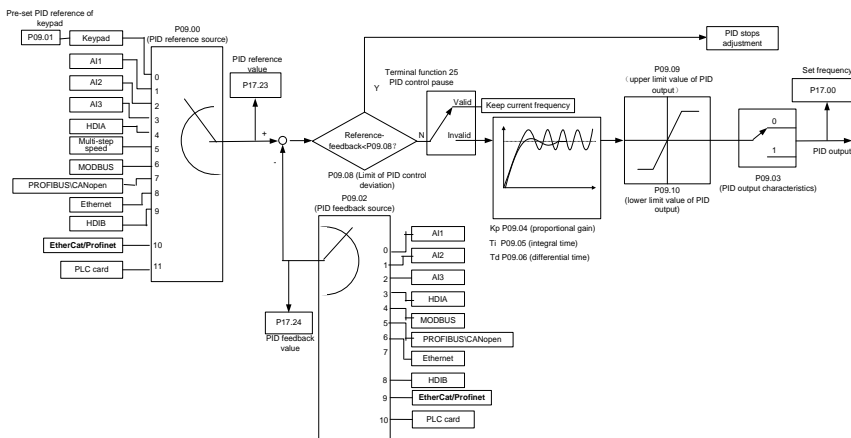 Pre-set PID reference of
keypad
P09.01
Keypad
AI1
AI2
AI3
HDIA
Multi-step
speed
MODBUS
PROFIBUS\CANopen
Ethernet
HDIB
EtherCat/Profinet
PLC card
P09.00
(PID reference source)
0
1
2
3
4
5
6
7
8
9
10
11
PID reference
value
P17.23
+
-
P17.24
PID feedback
value
Reference-
feedback<P09.08?
Y
N
P09.08 (Limit of PID control
deviation)
P09.02
(PID feedback source)
0
1
2
3
4
5
6
7
8
9
10
AI1
AI2
AI3
HDIA
MODBUS
PROFIBUS\CANopen
Ethernet
HDIB
EtherCat/Profinet
PLC card
Terminal function 25
PID control pause
Valid
Invalid
Keep current frequency
Kp P09.04 (proportional gain)
Ti P09.05 (integral time)
Td P09.06 (differential time)
PID stops
adjustment
P09.09
(upper limit value of PID
output)
P09.10
(lower limit value of PID
output)
0
1
P09.03
(PID output characteristics)
Set frequency
P17.00
PID output